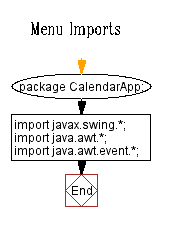 Menu Imports
package CalendarApp;
import javax.swing.*;
import java.awt.*;
import java.awt.event.*;
End